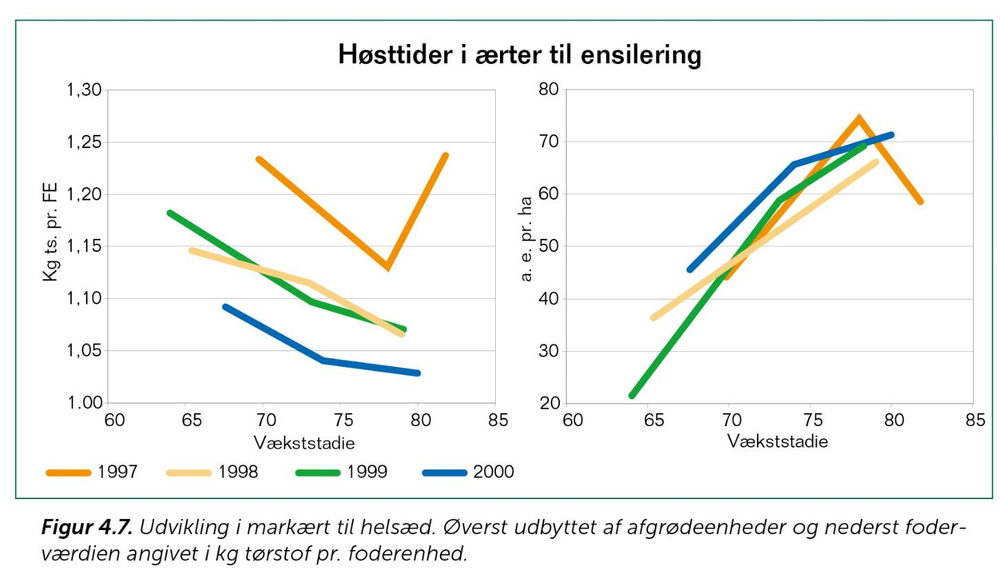 Høsttider i ærter til ensilering
Kg ts. pr. FE
1,30
1,25
1,20
1,15
1,10
1,05
1.00
60 65 70 75 80 85
Vækststadie
a. e. pr. ha
80
70
60
50
40
30
20
60 65 70 75 80 85
Vækststadie
1997 1998 1999 2000
Figur 4.7. Udvikling i markært til helsæd. Øverst udbyttet af afgrødeenheder og nederst foder-
værdien angivet i kg tørstof pr. foderenhed.